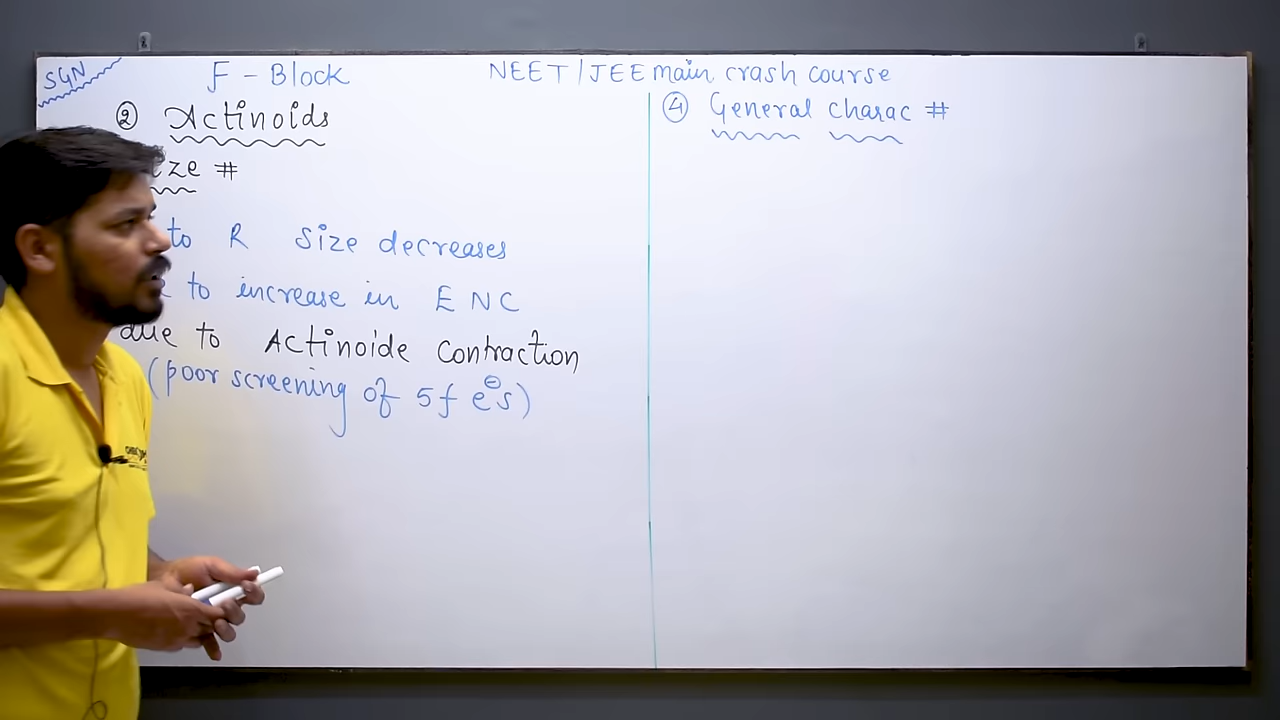 SGN
F - Block
NEET/JEE main crash course
② Actinoids
ize #
to R size decreases
to increase in ENC
due to Actinoide contraction
(poor screening of 5f e⊖s)
④ General charac #